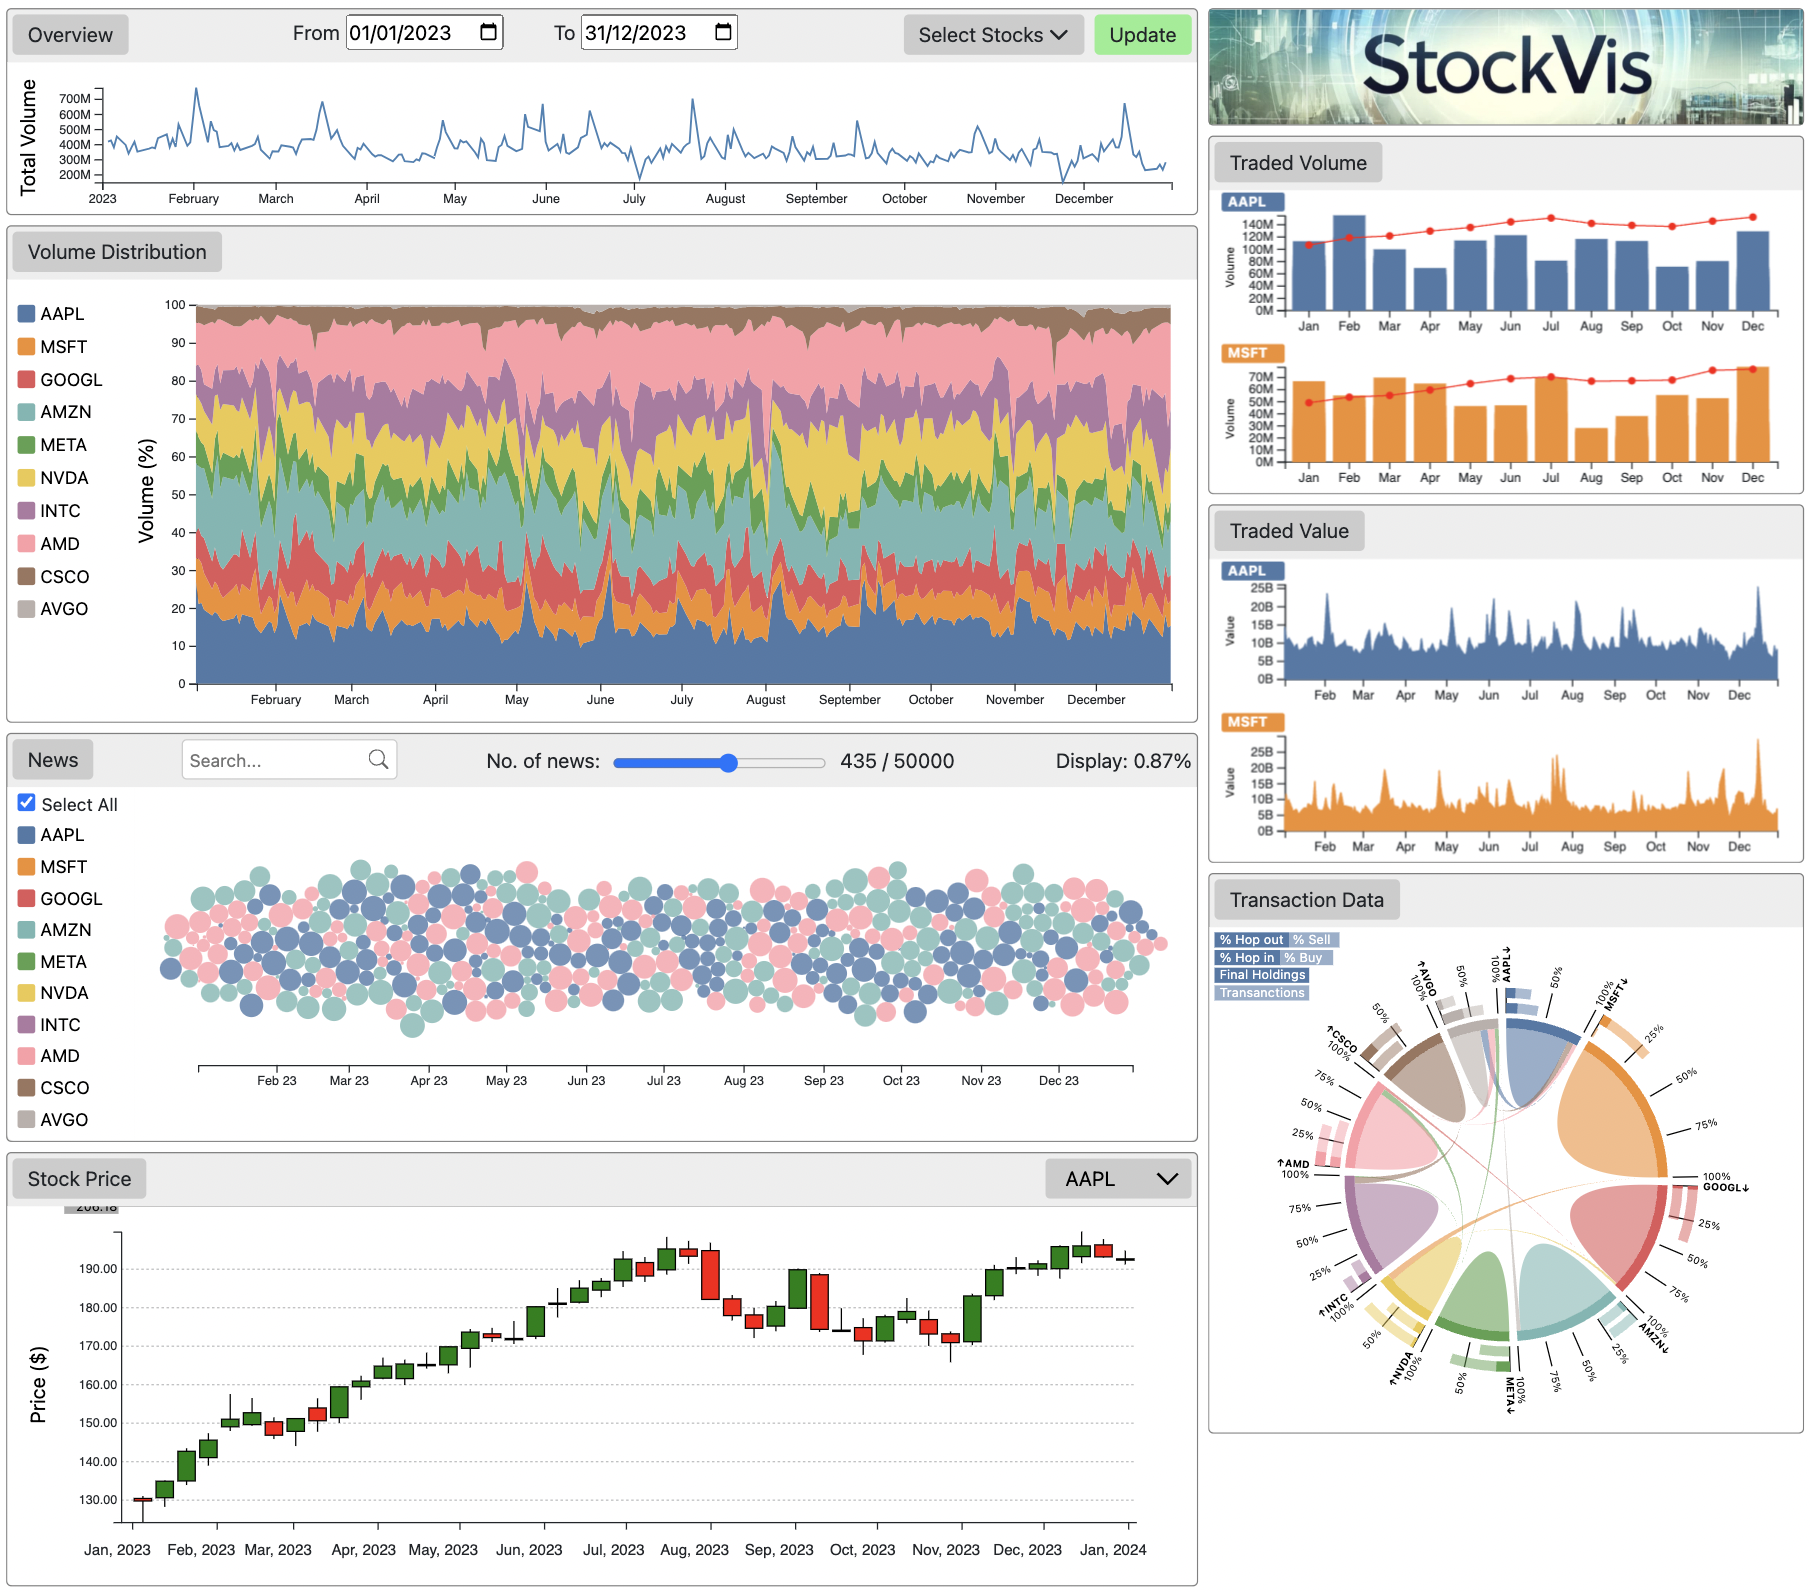 Overview
From 01/01/2023
To 31/12/2023
Select Stocks
Update
Total Volume
700M
600M
500M
400M
300M
200M
2023 February March April May June July August September October November December
Volume Distribution
AAPL
MSFT
GOOGL
AMZN
META
NVDA
INTC
AMD
CSCO
AVGO
Volume (%)
100
90
80
70
60
50
40
30
20
10
0
February March April May June July August September October November December
News
Search...
No. of news:
435 / 50000
Display: 0.87%
Select All
AAPL
MSFT
GOOGL
AMZN
META
NVDA
INTC
AMD
CSCO
AVGO
Feb 23 Mar 23 Apr 23 May 23 Jun 23 Jul 23 Aug 23 Sep 23 Oct 23 Nov 23 Dec 23
Stock Price
AAPL
206.18
Price ($)
190.00
180.00
170.00
160.00
150.00
140.00
130.00
Jan, 2023 Feb, 2023 Mar, 2023 Apr, 2023 May, 2023 Jun, 2023 Jul, 2023 Aug, 2023 Sep, 2023 Oct, 2023 Nov, 2023 Dec, 2023 Jan, 2024
StockVis
Traded Volume
AAPL
Volume
140M
120M
100M
80M
60M
40M
20M
0M
Jan Feb Mar Apr May Jun Jul Aug Sep Oct Nov Dec
MSFT
Volume
70M
60M
50M
40M
30M
20M
10M
0M
Jan Feb Mar Apr May Jun Jul Aug Sep Oct Nov Dec
Traded Value
AAPL
Value
25B
20B
15B
10B
5B
0B
Feb Mar Apr May Jun Jul Aug Sep Oct Nov Dec
MSFT
Value
25B
20B
15B
10B
5B
0B
Feb Mar Apr May Jun Jul Aug Sep Oct Nov Dec
Transaction Data
% Hop out % Sell
% Hop in % Buy
Final Holdings
Transanctions
AAPL↓
50%
100%
MSFT↓
25%
50%
75%
100%
GOOGL↓
25%
50%
75%
100%
AMZN↓
25%
50%
75%
100%
META↓
50%
100%
↑NVDA
50%
100%
↑INTC
25%
50%
75%
100%
↑AMD
25%
50%
75%
100%
↑CSCO
50%
100%
↑AVGO
50%
100%